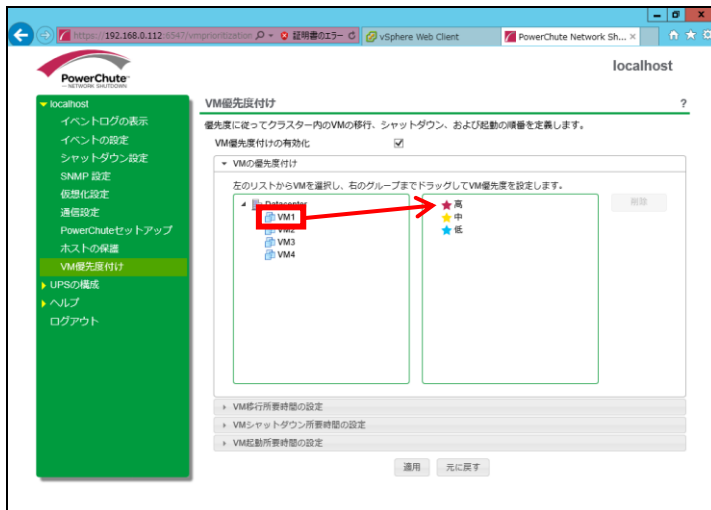 https://192.168.0.112:6547/vmprioritization
証明書のエラー
vSphere Web Client
PowerChute Network Sh...
PowerChute
NETWORK SHUTDOWN
localhost
localhost
イベントログの表示
イベントの設定
シャットダウン設定
SNMP 設定
仮想化設定
通信設定
PowerChuteセットアップ
ホストの保護
VM優先度付け
UPSの構成
ヘルプ
ログアウト
VM優先度付け
?
優先度に従ってクラスター内のVMの移行、シャットダウン、および起動の順番を定義します。
VM優先度付けの有効化
VMの優先度付け
左のリストからVMを選択し、右のグループまでドラッグしてVM優先度を設定します。
Datacenter
VM1
VM2
VM3
VM4
高
中
低
削除
VM移行所要時間の設定
VMシャットダウン所要時間の設定
VM起動所要時間の設定
適用
元に戻す